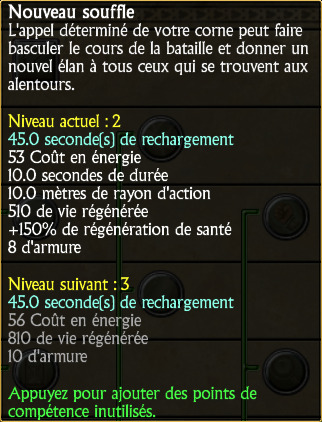 Nouveau souffle
L'appel déterminé de votre corne peut faire
basculer le cours de la bataille et donner un
nouvel élan à tous ceux qui se trouvent aux
alentours.
Niveau actuel : 2
45.0 seconde(s) de rechargement
53 Coût en énergie
10.0 secondes de durée
10.0 mètres de rayon d'action
510 de vie régénérée
+150% de régénération de santé
8 d'armure
Niveau suivant : 3
45.0 seconde(s) de rechargement
56 Coût en énergie
810 de vie régénérée
10 d'armure
Appuyez pour ajouter des points de
compétence inutilisés.